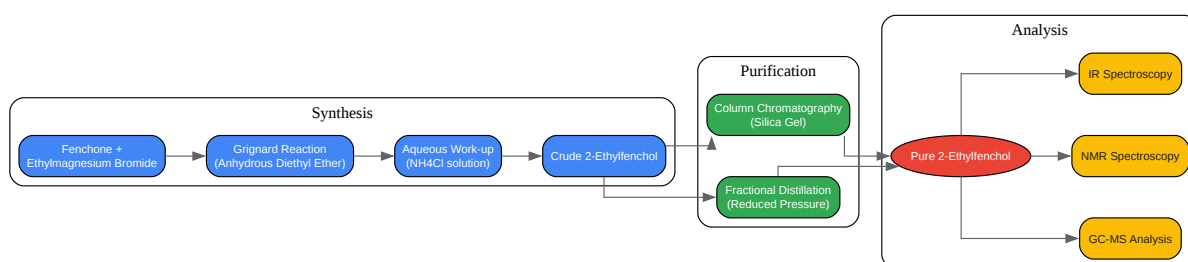 Synthesis
Fenchone +
Ethylmagnesium Bromide
Grignard Reaction
(Anhydrous Diethyl Ether)
Aqueous Work-up
(NH4Cl solution)
Crude 2-Ethylfenchol
Purification
Column Chromatography
(Silica Gel)
Fractional Distillation
(Reduced Pressure)
Analysis
Pure 2-Ethylfenchol
IR Spectroscopy
NMR Spectroscopy
GC-MS Analysis